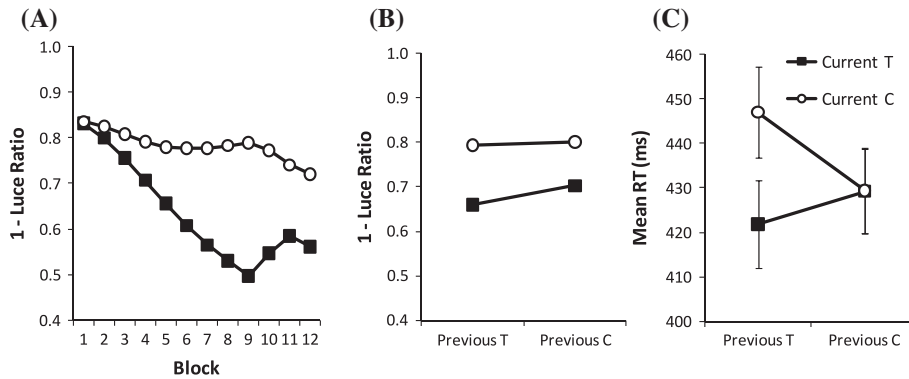 (A)
1 - Luce Ratio
1.0
0.9
0.8
0.7
0.6
0.5
0.4
1 2 3 4 5 6 7 8 9 10 11 12
Block
(B)
1 - Luce Ratio
1.0
0.9
0.8
0.7
0.6
0.5
0.4
Previous T Previous C
(C)
Mean RT (ms)
460
450
440
430
420
410
400
Current T
Current C
Previous T Previous C